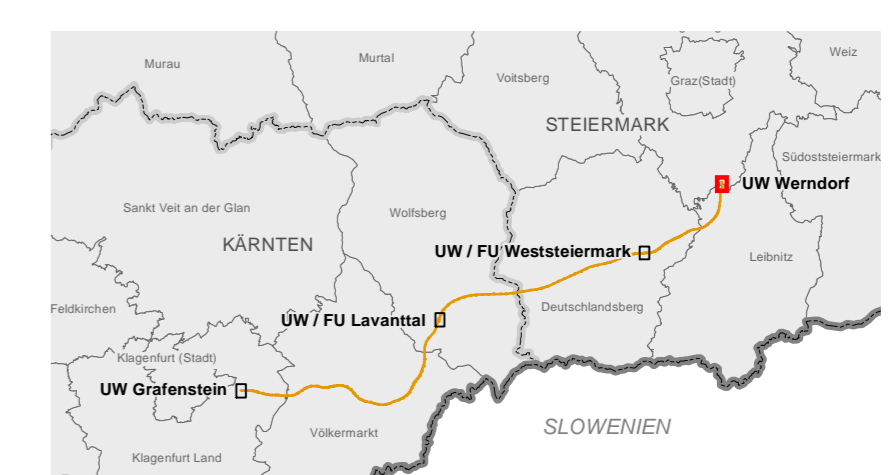 Murau
Murtal
Weiz
Voitsberg
Graz(Stadt)
STEIERMARK
Südoststeiermark
UW Werndorf
Sankt Veit an der Glan
Wolfsberg
KÄRNTEN
UW / FU Weststeiermark
Leibnitz
Feldkirchen
Deutschlandsberg
UW / FU Lavanttal
Klagenfurt (Stadt)
UW Grafenstein
SLOWENIEN
Völkermarkt
Klagenfurt Land